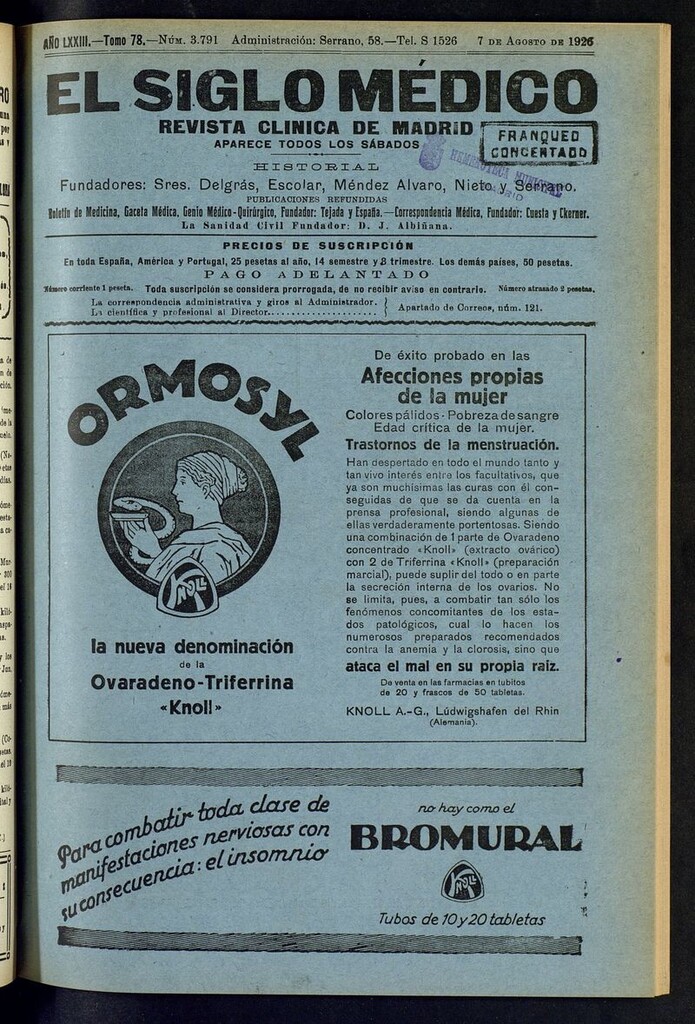 AÑO LXXIII.—Tomo 78.—NÚM. 3.791 Administración: Serrano, 58.—Tel. S 1526 7 DE AGOSTO DE 1926
EL SIGLO MÉDICO
REVISTA CLINICA DE MADRID
APARECE TODOS LOS SÁBADOS
FRANQUEO
CONCERTADO
HEMEROTECA MUNICIPAL
MADRID
HISTORIAL
Fundadores: Sres. Delgrás, Escolar, Méndez Alvaro, Nieto y Serrano.
PUBLICACIONES REFUNDIDAS
Boletín de Medicina, Gaceta Médica, Genio Médico-Quirúrgico, Fundador: Tejada y España.—Correspondencia Médica, Fundador: Cuesta y Ckerner.
La Sanidad Civil Fundador: D. J. Albiñana.
PRECIOS DE SUSCRIPCIÓN
En toda España, América y Portugal, 25 pesetas al año, 14 semestre y 8 trimestre. Los demás países, 50 pesetas.
PAGO ADELANTADO
Número corriente 1 peseta. Toda suscripción se considera prorrogada, de no recibir aviso en contrario. Número atrasado 2 pesetas.
La correspondencia administrativa y giros al Administrador.
La científica y profesional al Director
Apartado de Correos, núm. 121.
ORMOSYL
KNOLL
la nueva denominación
de la
Ovaradeno-Triferrina
«Knoll»
De éxito probado en las
Afecciones propias
de la mujer
Colores pálidos - Pobreza de sangre
Edad crítica de la mujer.
Trastornos de la menstruación.
Han despertado en todo el mundo tanto y
tan vivo interés entre los facultativos, que
ya son muchísimas las curas con él con-
seguidas de que se da cuenta en la
prensa profesional, siendo algunas de
ellas verdaderamente portentosas. Siendo
una combinación de 1 parte de Ovaradeno
concentrado «Knoll» (extracto ovárico)
con 2 de Triferrina «Knoll» (preparación
marcial), puede suplir del todo o en parte
la secreción interna de los ovarios. No
se limita, pues, a combatir tan sólo los
fenómenos concomitantes de los esta-
dos patológicos, cual lo hacen los
numerosos preparados recomendados
contra la anemia y la clorosis, sino que
ataca el mal en su propia raiz.
De venta en las farmacias en tubitos
de 20 y frascos de 50 tabletas.
KNOLL A.-G., Lúdwigshafen del Rhin
(Alemania).
Para combatir toda clase de
manifestaciones nerviosas con
su consecuencia: el insomnio
no hay como el
BROMURAL
KNOLL
Tubos de 10 y 20 tabletas